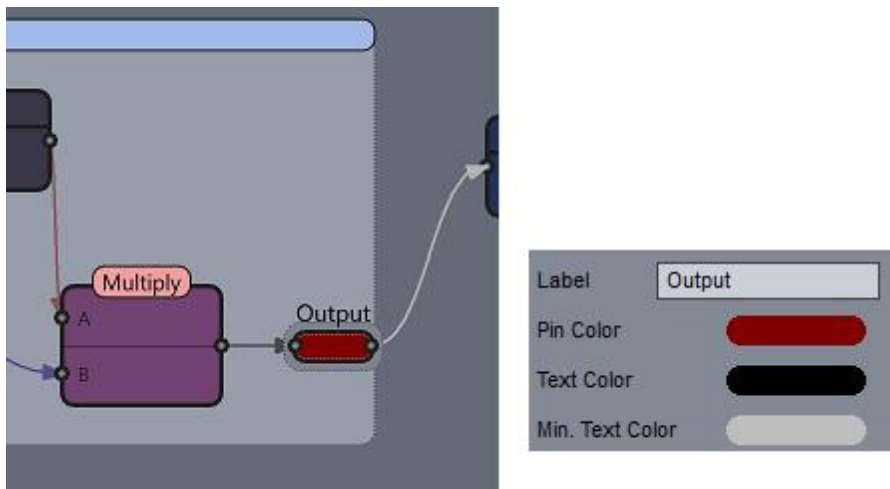 Multiply
A
B
Output
Label Output
Pin Color
Text Color
Min. Text Color